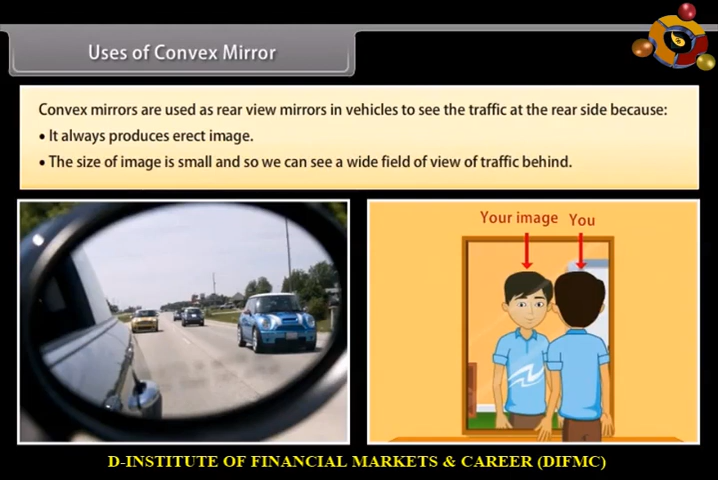 Uses of Convex Mirror
Convex mirrors are used as rear view mirrors in vehicles to see the traffic at the rear side because:
• It always produces erect image.
• The size of image is small and so we can see a wide field of view of traffic behind.
Your image You
D-INSTITUTE OF FINANCIAL MARKETS & CAREER (DIFMC)